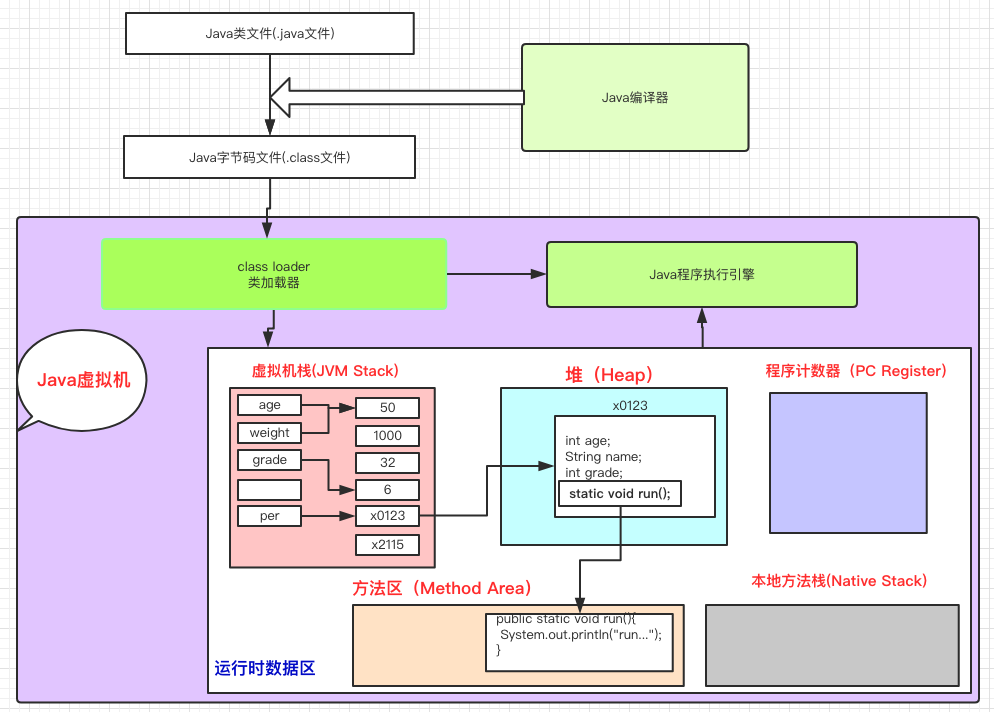 Java类文件(.java文件)
Java编译器
Java字节码文件(.class文件)
class loader
类加载器
Java程序执行引擎
Java虚拟机
虚拟机栈(JVM Stack)
age
weight
grade
per
50
1000
32
6
x0123
x2115
堆（Heap）
x0123
int age;
String name;
int grade;
static void run();
程序计数器（PC Register）
方法区（Method Area）
public static void run(){
System.out.println("run...");
}
本地方法栈(Native Stack)
运行时数据区